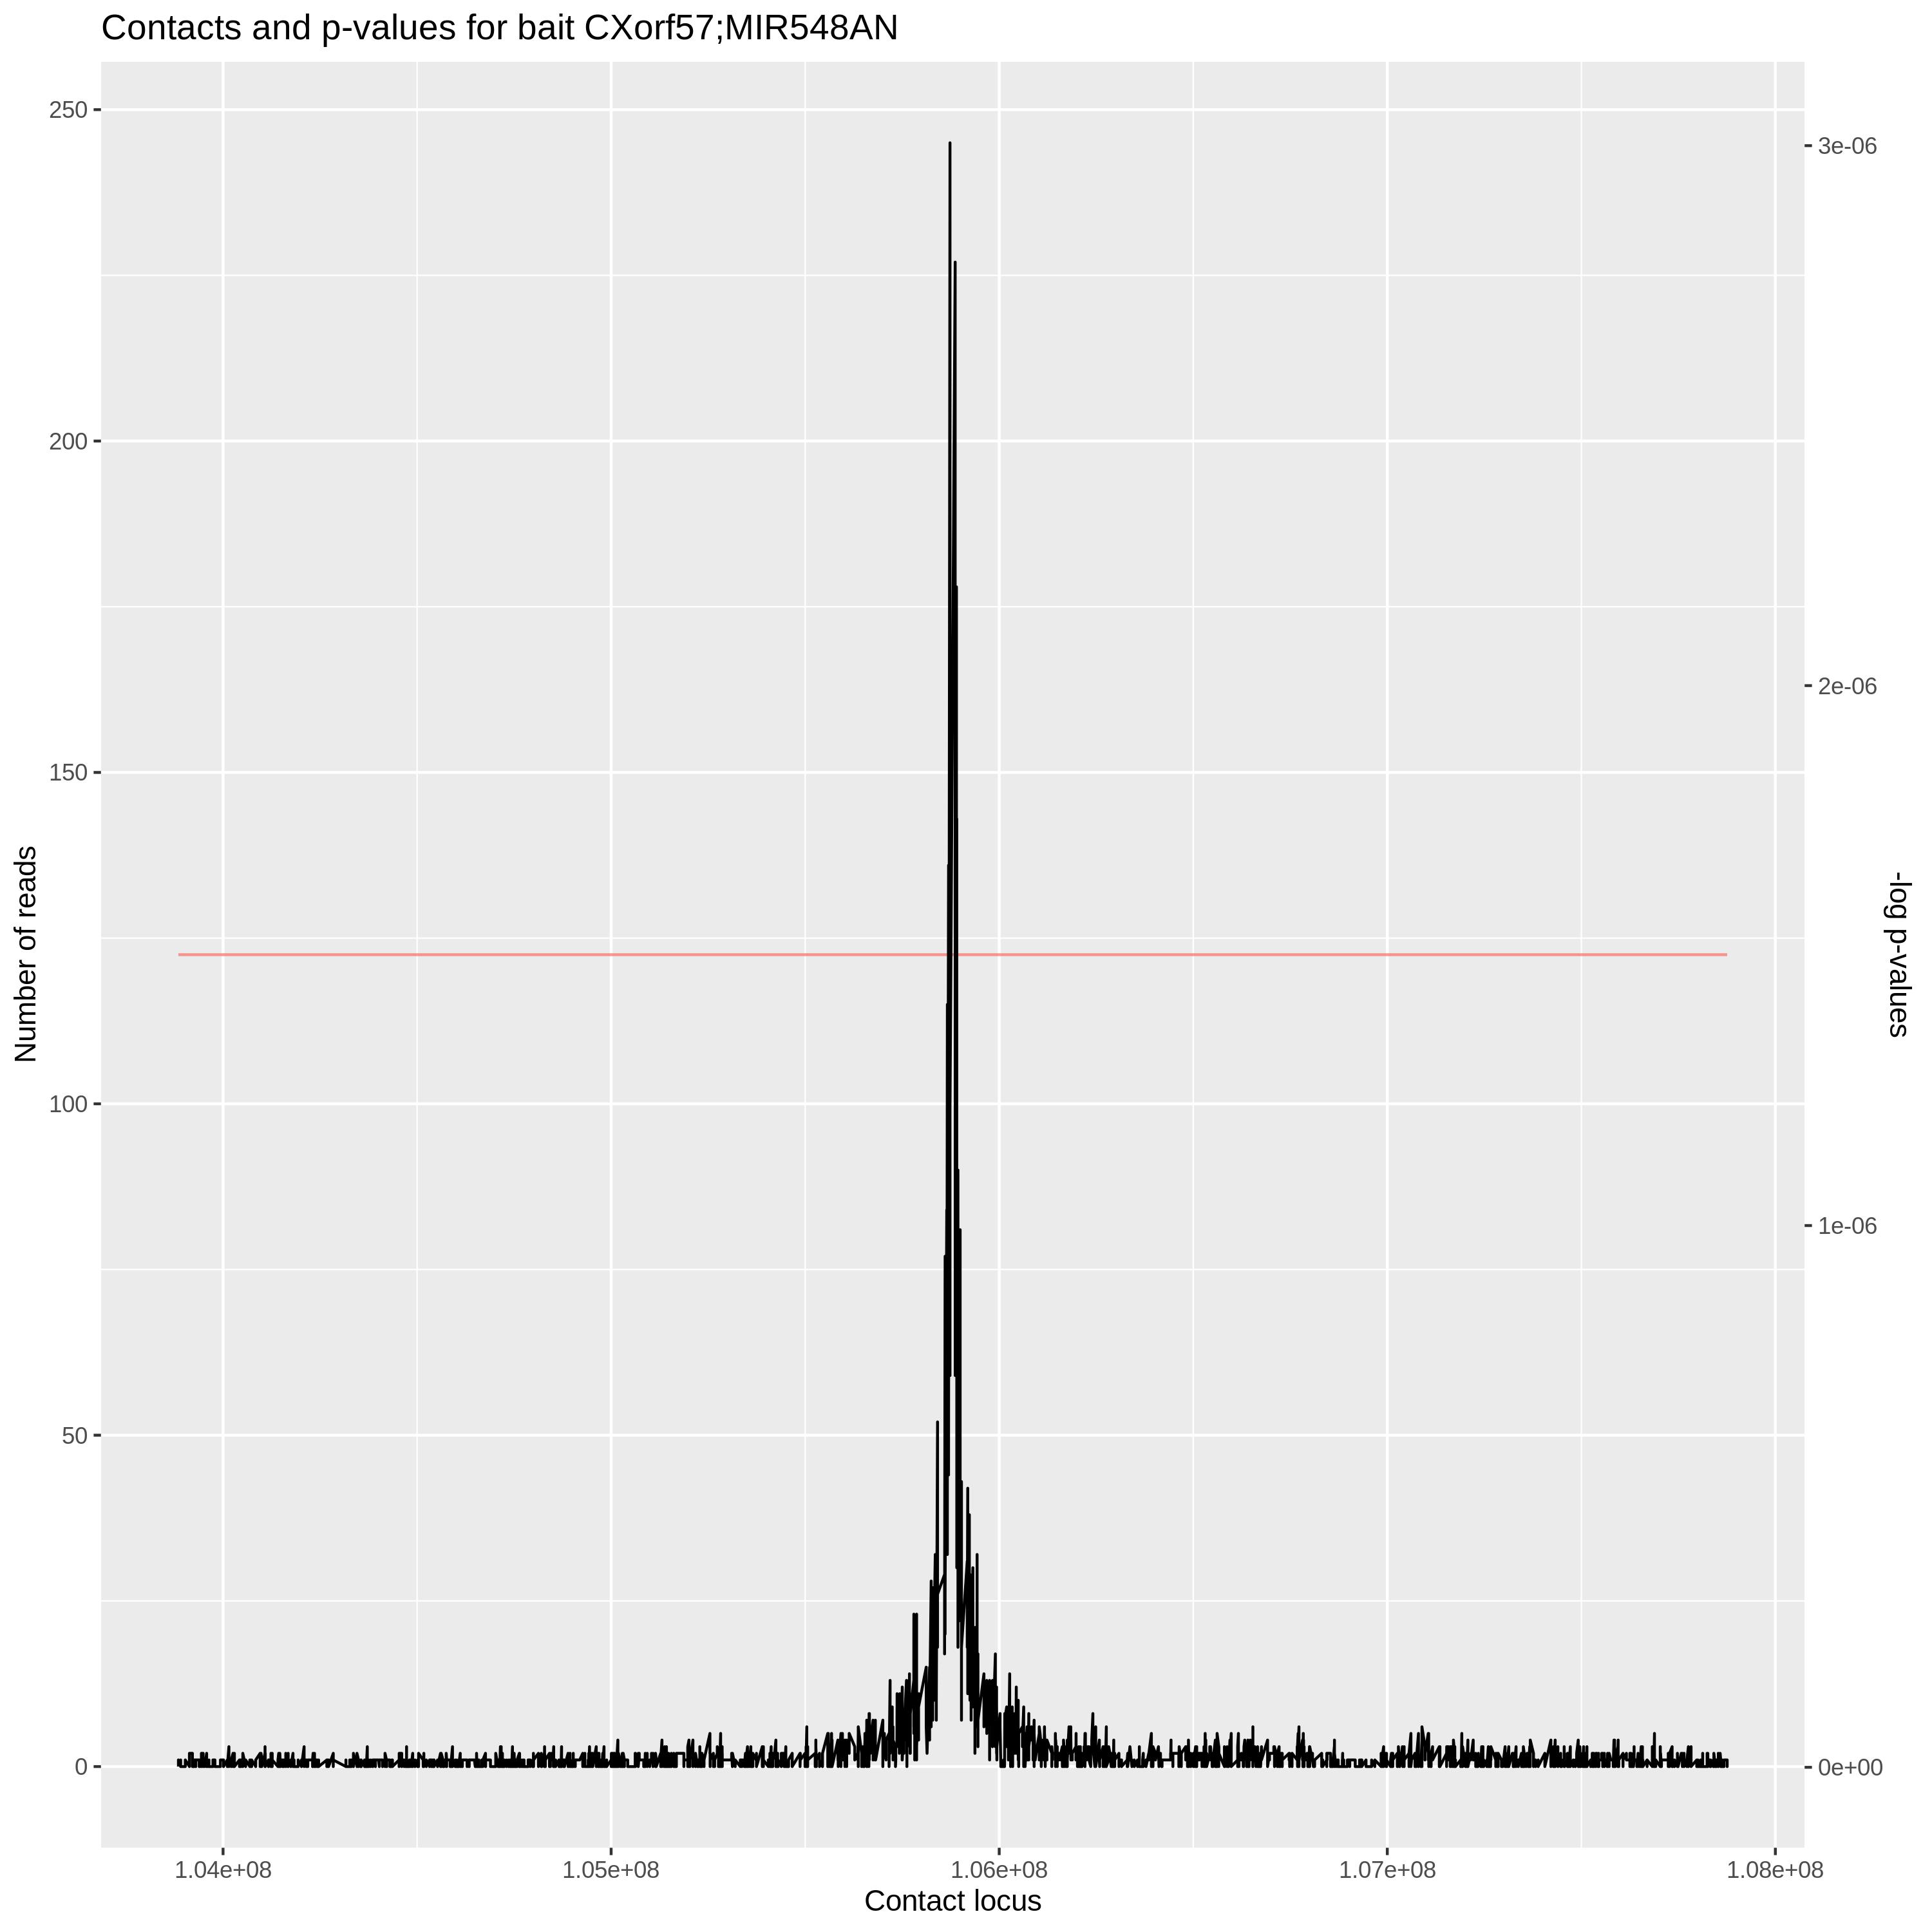 Contacts and p-values for bait CXorf57;MIR548AN
250
200
150
100
50
0
Number of reads
3e-06
2e-06
1e-06
0e+00
-log p-values
1.04e+08
1.05e+08
1.06e+08
1.07e+08
1.08e+08
Contact locus